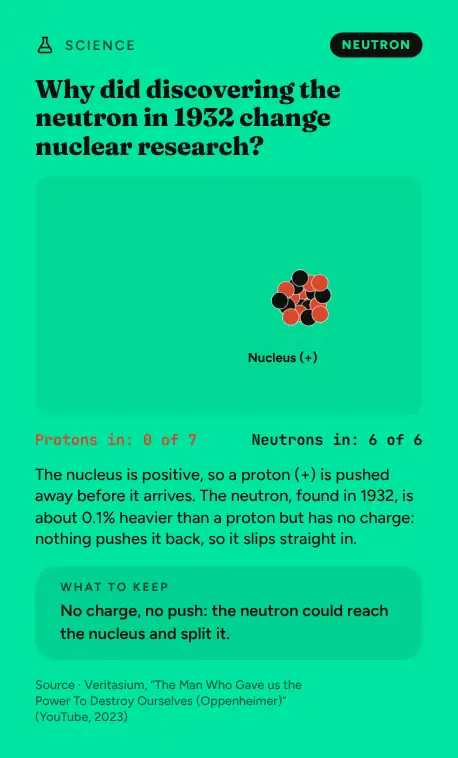 SCIENCE
NEUTRON
Why did discovering the
neutron in 1932 change
nuclear research?
Nucleus (+)
Protons in: 0 of 7
Neutrons in: 6 of 6
The nucleus is positive, so a proton (+) is pushed
away before it arrives. The neutron, found in 1932, is
about 0.1% heavier than a proton but has no charge:
nothing pushes it back, so it slips straight in.
WHAT TO KEEP
No charge, no push: the neutron could reach
the nucleus and split it.
Source · Veritasium, “The Man Who Gave us the
Power To Destroy Ourselves (Oppenheimer)”
(YouTube, 2023)